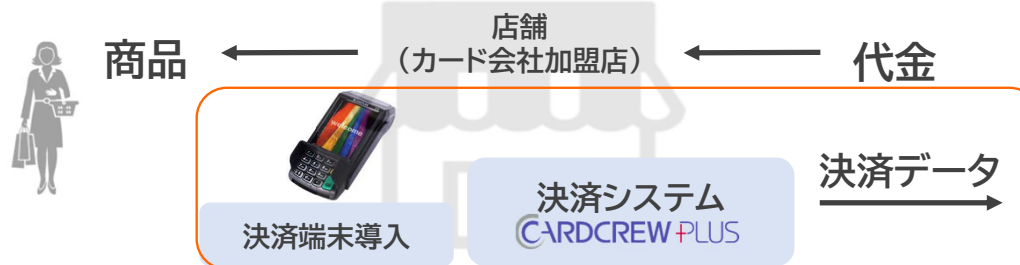 店舗
（カード会社加盟店）
商品
代金
welcome
決済端末導入
決済システム
CARDCREW PLUS
決済データ